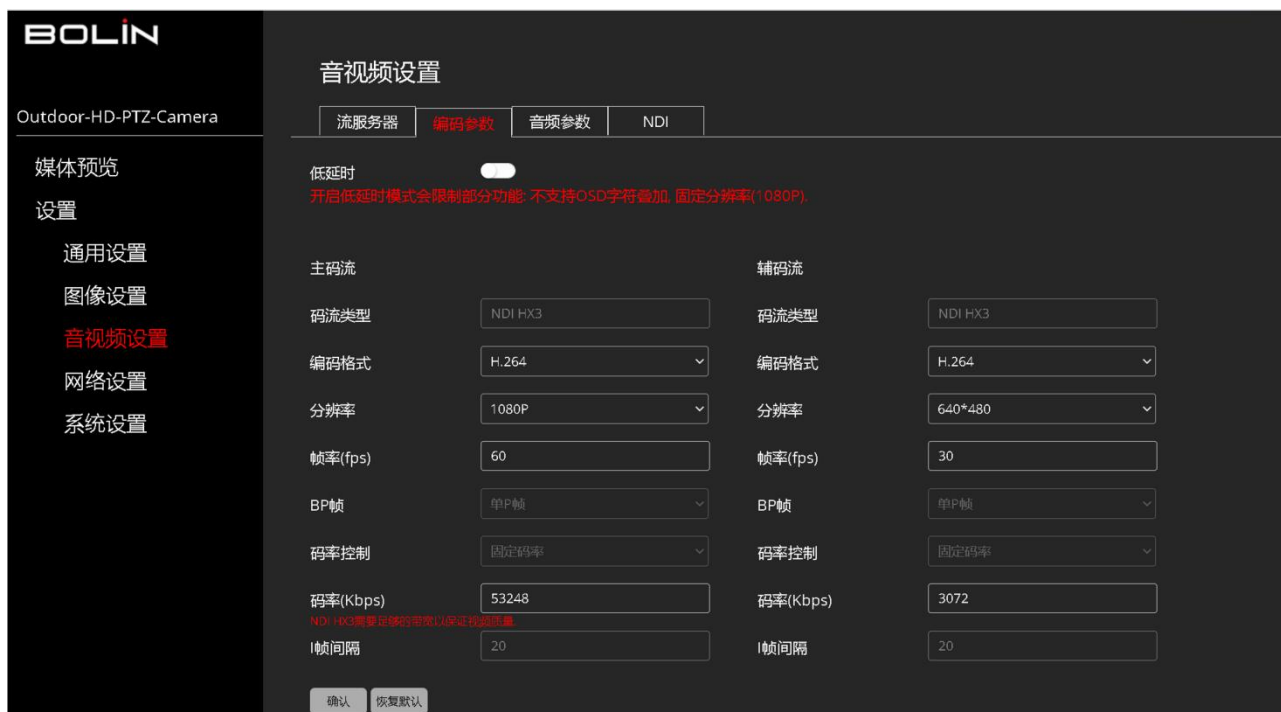 BOLIN
Outdoor-HD-PTZ-Camera
媒体预览
设置
通用设置
图像设置
音视频设置
网络设置
系统设置
音视频设置
流服务器 编码参数 音频参数 NDI
低延时
开启低延时模式会限制部分功能: 不支持OSD字符叠加, 固定分辨率(1080P).
主码流 辅码流
码流类型 NDI HX3 码流类型 NDI HX3
编码格式 H.264 编码格式 H.264
分辨率 1080P 分辨率 640*480
帧率(fps) 60 帧率(fps) 30
BP帧 单P帧 BP帧 单P帧
码率控制 固定码率 码率控制 固定码率
码率(Kbps) 53248 码率(Kbps) 3072
NDI HX3需要足够的带宽以保证视频质量.
I帧间隔 20 I帧间隔 20
确认 恢复默认